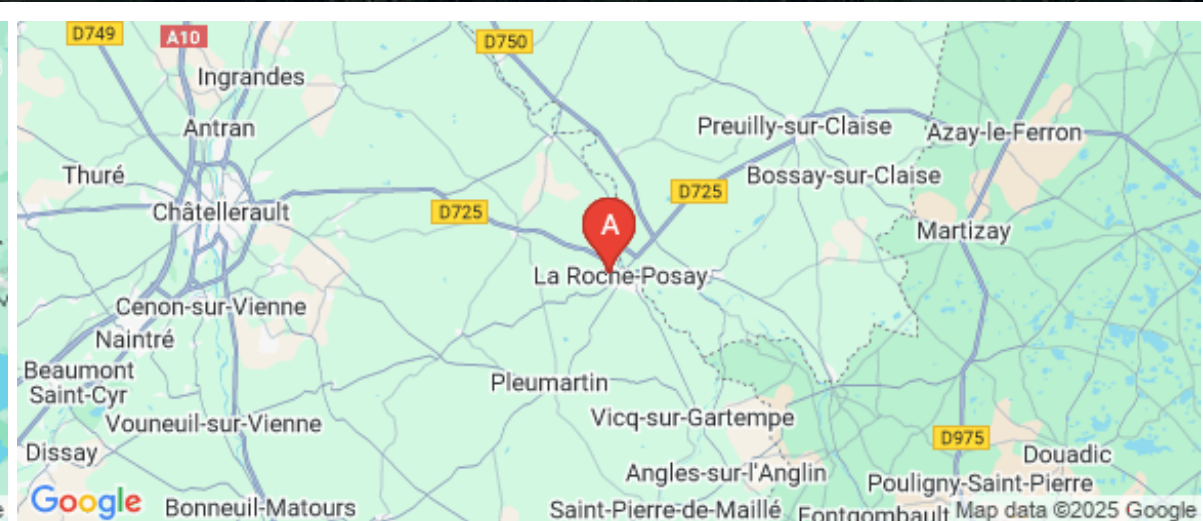 D749
A10
D750
Ingrandes
Antran
Preuilly-sur-Claise
Azay-le-Ferron
Thuré
Bossay-sur-Claise
D725
Châtellerault
D725
A
Martizay
La Roche-Posay
Cenon-sur-Vienne
Naintré
Beaumont
Saint-Cyr
Pleumartin
Vouneuil-sur-Vienne
Vicq-sur-Gartempe
D975
Dissay
Douadic
Angles-sur-l'Anglin
Pouligny-Saint-Pierre
Google
Bonneuil-Matours
Saint-Pierre-de-Maillé
Fontgombault
Map data ©2025 Google